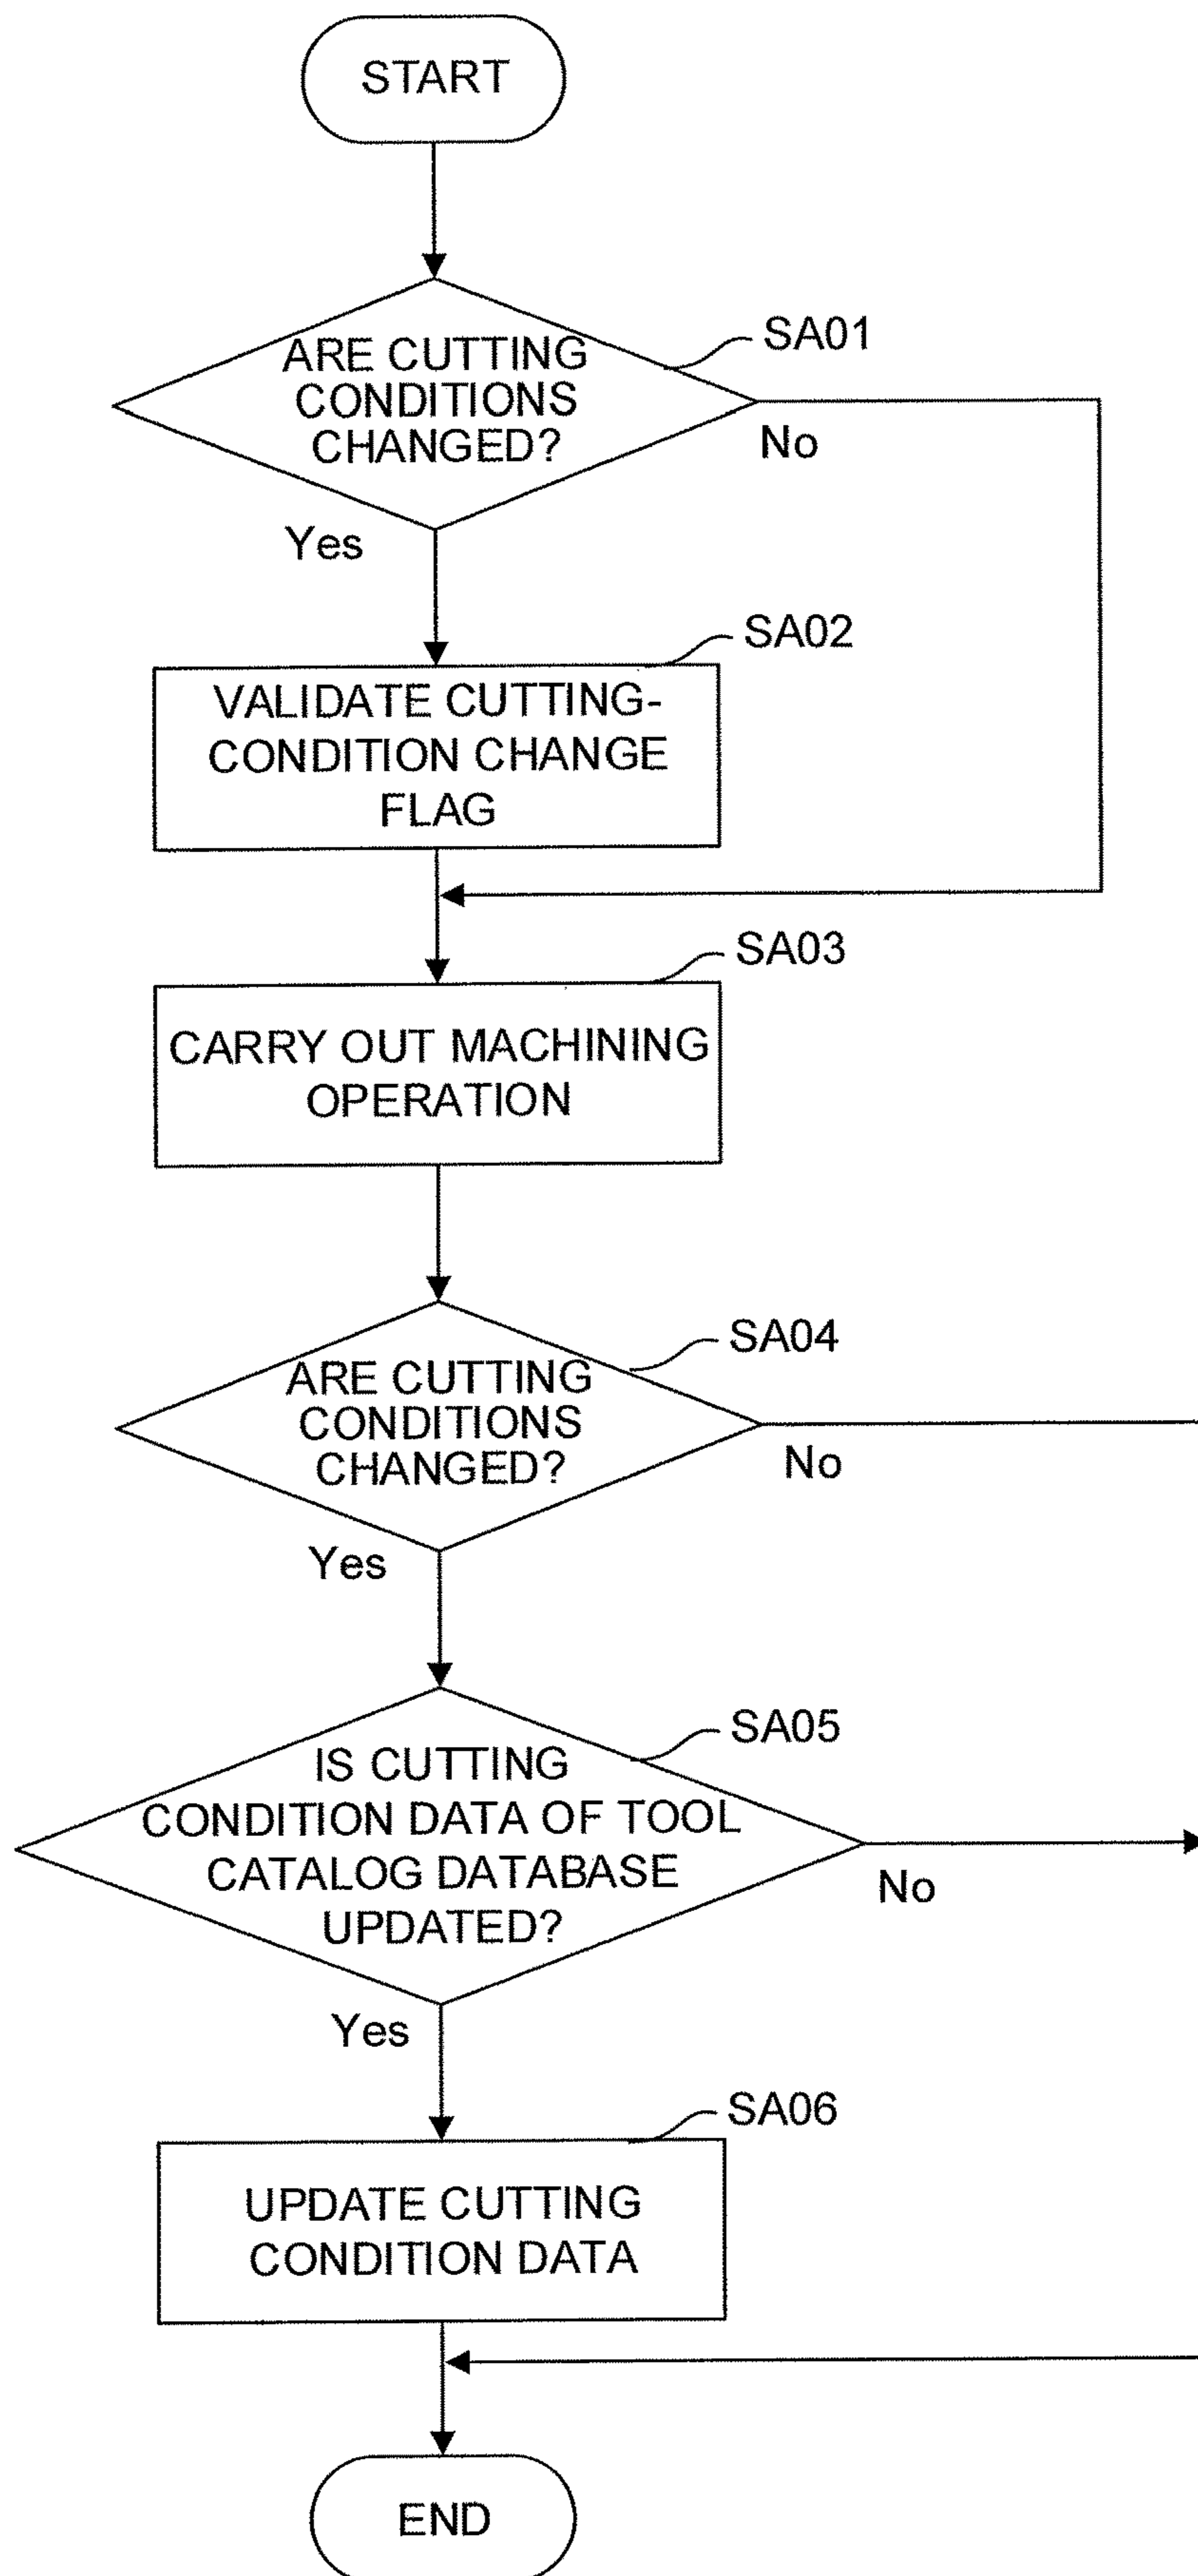 START
ARE CUTTING
CONDITIONS
CHANGED?
SA01
No
Yes
SA02
VALIDATE CUTTING-
CONDITION CHANGE
FLAG
SA03
CARRY OUT MACHINING
OPERATION
ARE CUTTING
CONDITIONS
CHANGED?
SA04
No
Yes
SA05
IS CUTTING
CONDITION DATA OF TOOL
CATALOG DATABASE
UPDATED?
No
Yes
SA06
UPDATE CUTTING
CONDITION DATA
END